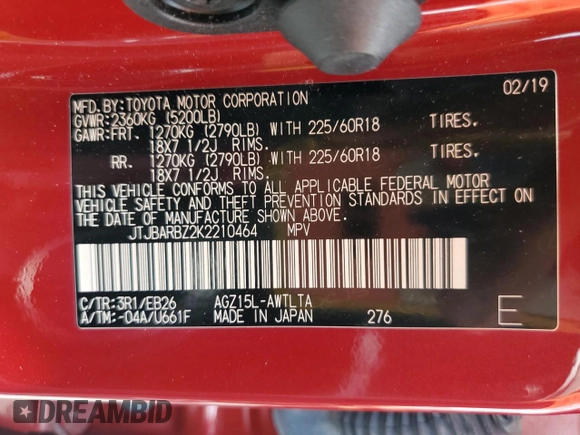 MFD.BY:TOYOTA MOTOR CORPORATION 02/19
GVWR:2360KG (5200LB)
GAWR:FRT. 1270KG (2790LB) WITH 225/60R18 TIRES.
18X7 1/2J RIMS.
RR. 1270KG (2790LB) WITH 225/60R18 TIRES.
18X7 1/2J RIMS.
THIS VEHICLE CONFORMS TO ALL APPLICABLE FEDERAL MOTOR
VEHICLE SAFETY AND THEFT PREVENTION STANDARDS IN EFFECT ON
THE DATE OF MANUFACTURE SHOWN ABOVE.
JTJBARBZ2K2210464 MPV
C/TR:3R1/EB26 AGZ15L-AWTLTA
A/TM:-04A/U661F MADE IN JAPAN 276 E
DREAMBID